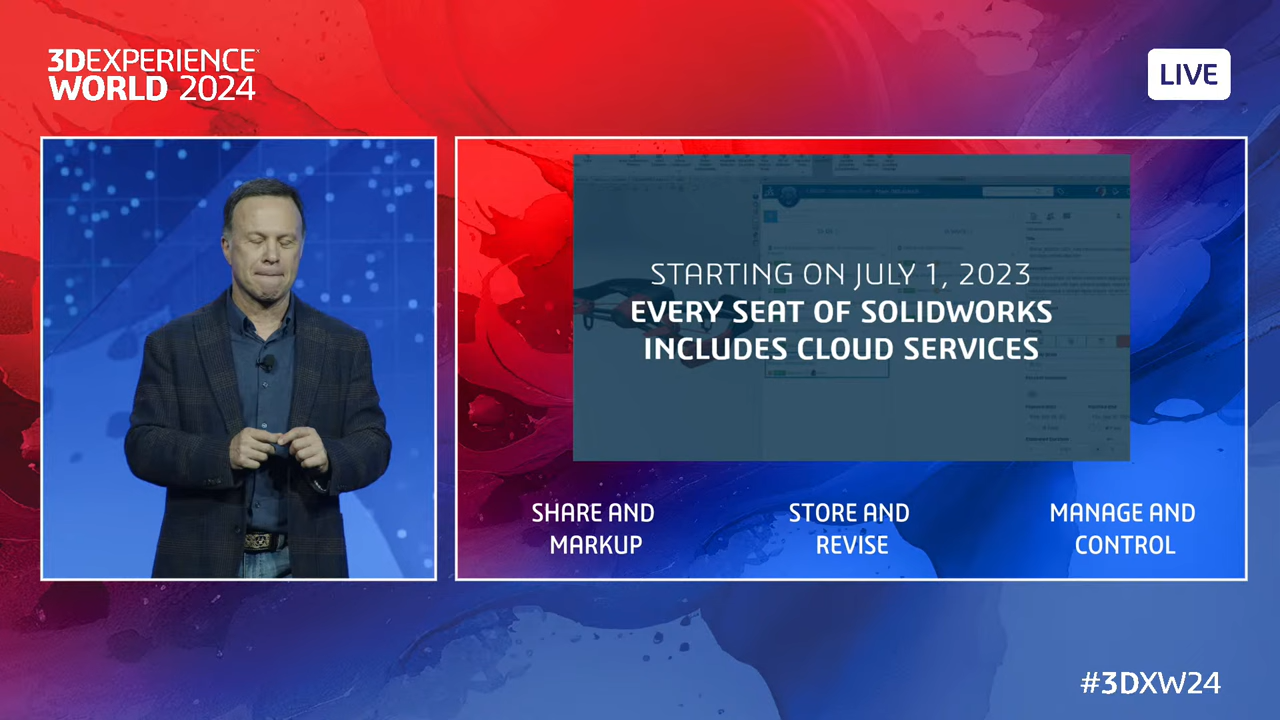 3DEXPERIENCE
WORLD 2024
LIVE
STARTING ON JULY 1, 2023
EVERY SEAT OF SOLIDWORKS
INCLUDES CLOUD SERVICES
SHARE AND
MARKUP
STORE AND
REVISE
MANAGE AND
CONTROL
#3DXW24